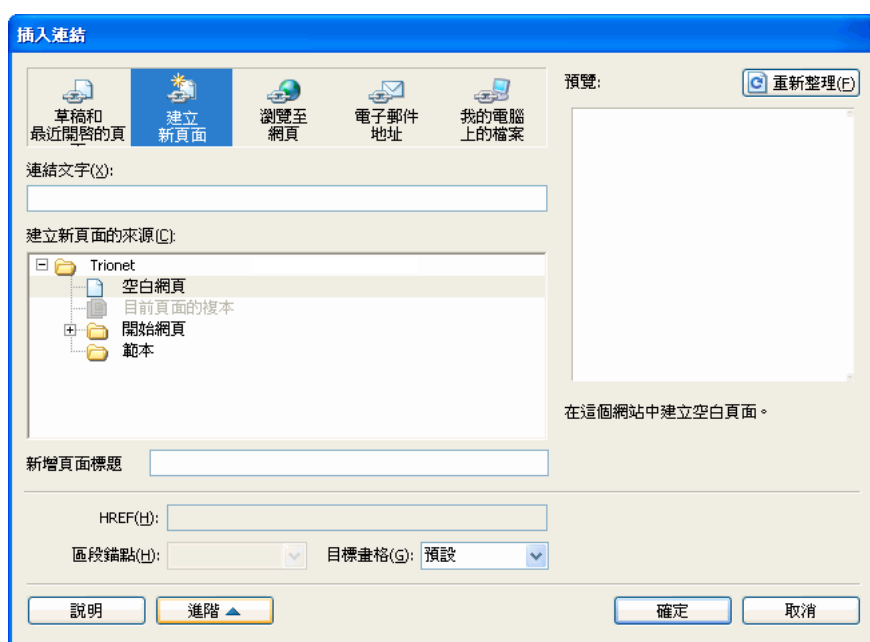 插入連結
草稿和
最近開啓的頁
建立
新頁面
瀏覽至
網頁
電子郵件
地址
我的電腦
上的檔案
預覽:
重新整理(F)
連結文字(X):
建立新頁面的來源(C):
Trionet
空白網頁
目前頁面的複本
開始網頁
範本
在這個網站中建立空白頁面。
新增頁面標題
HREF(H):
區段錨點(H):
目標畫格(G): 預設
說明
進階
確定
取消